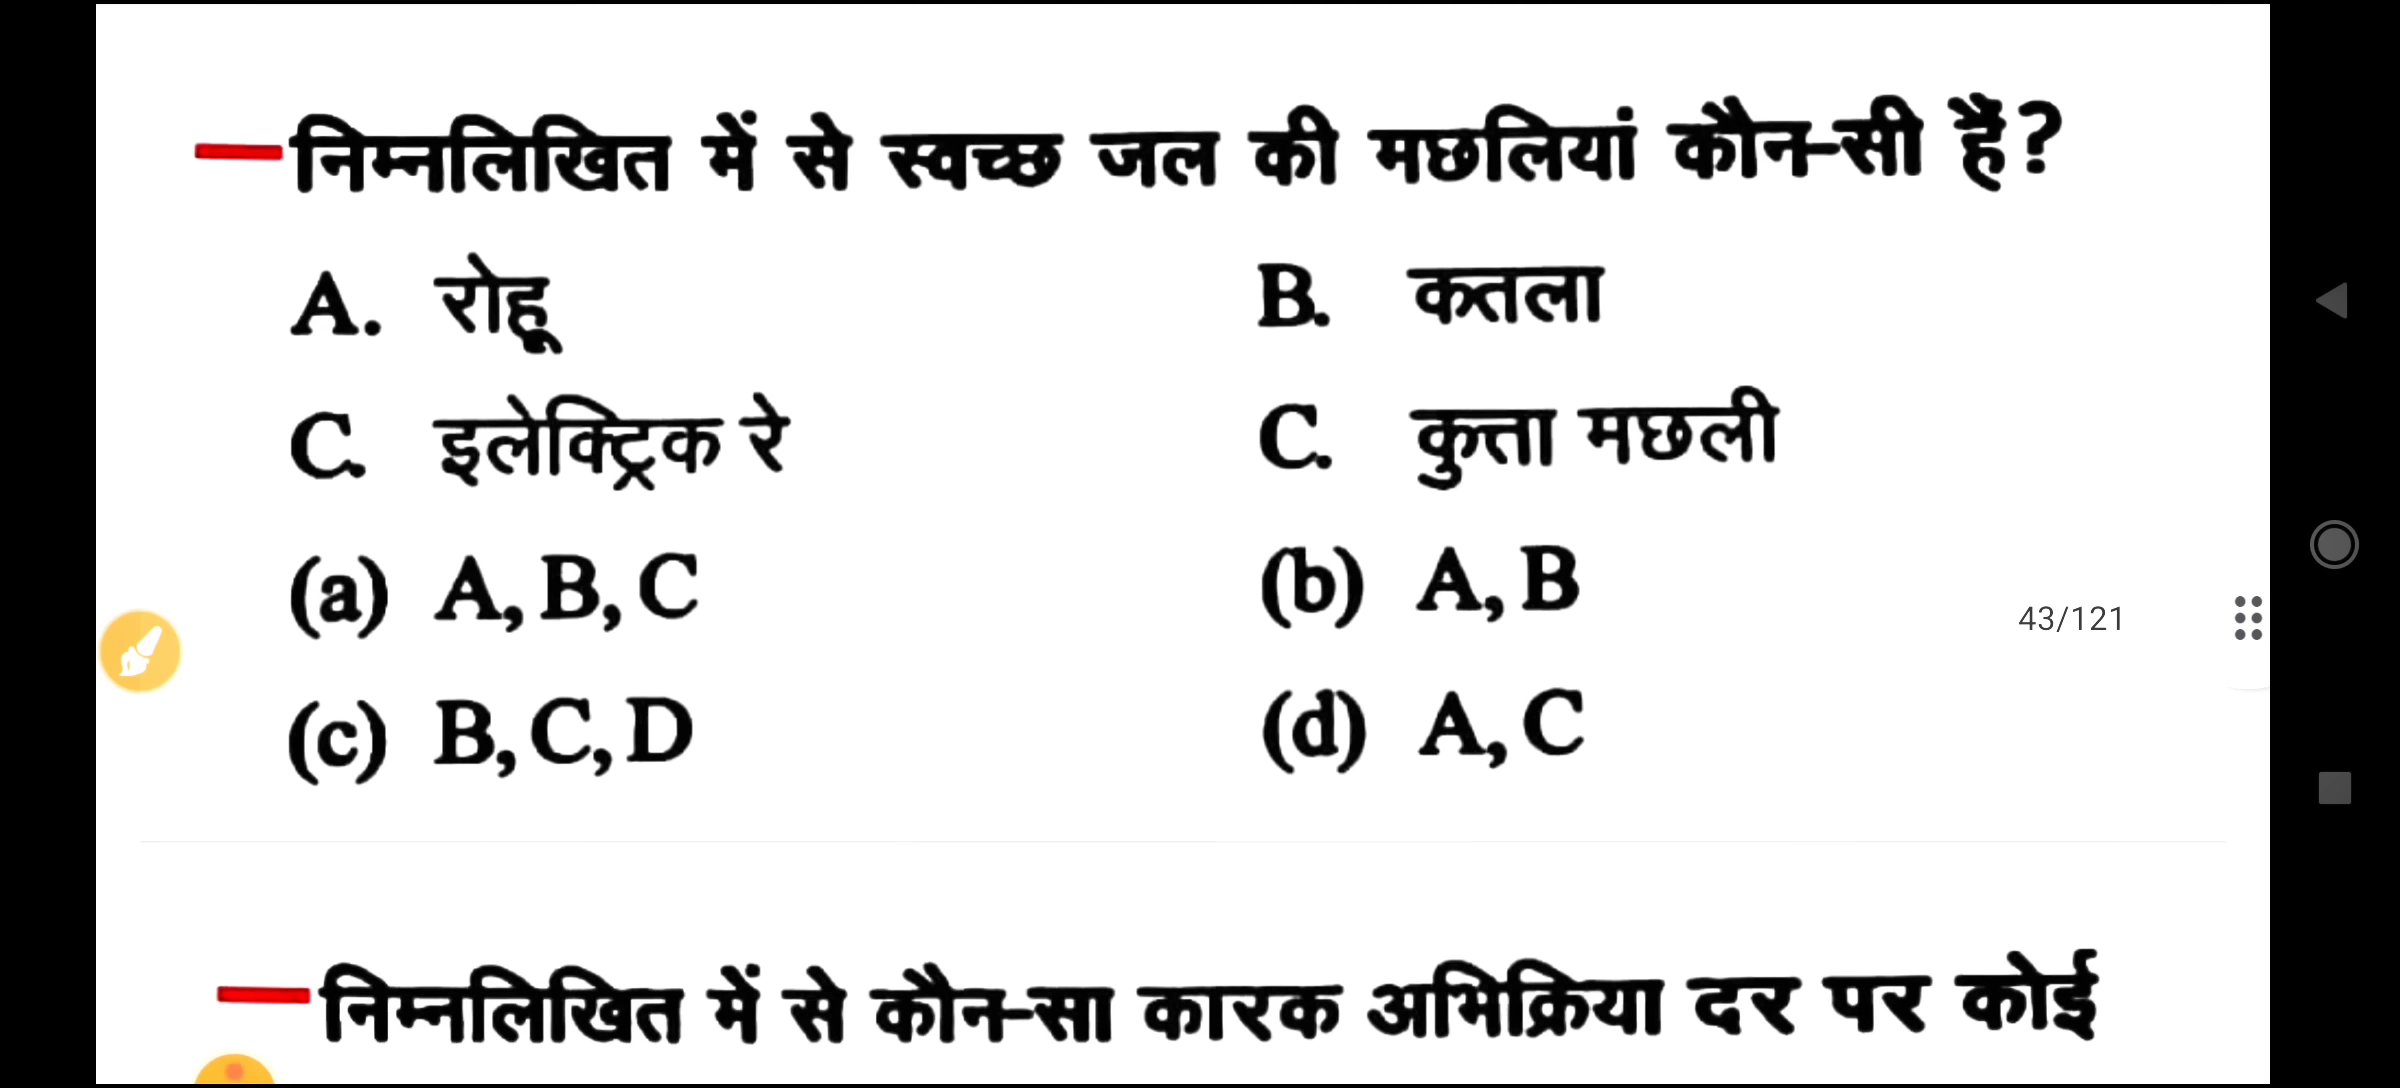 निम्नलिखित में से स्वच्छ जल की मछलियां कौन-सी हैं?
A. रोहू B. कतला
C. इलेक्ट्रिक रे C. कुत्ता मछली
(a) A, B, C (b) A, B
43/121
(c) B, C, D (d) A, C
निम्नलिखित में से कौन-सा कारक अभिक्रिया दर पर कोई